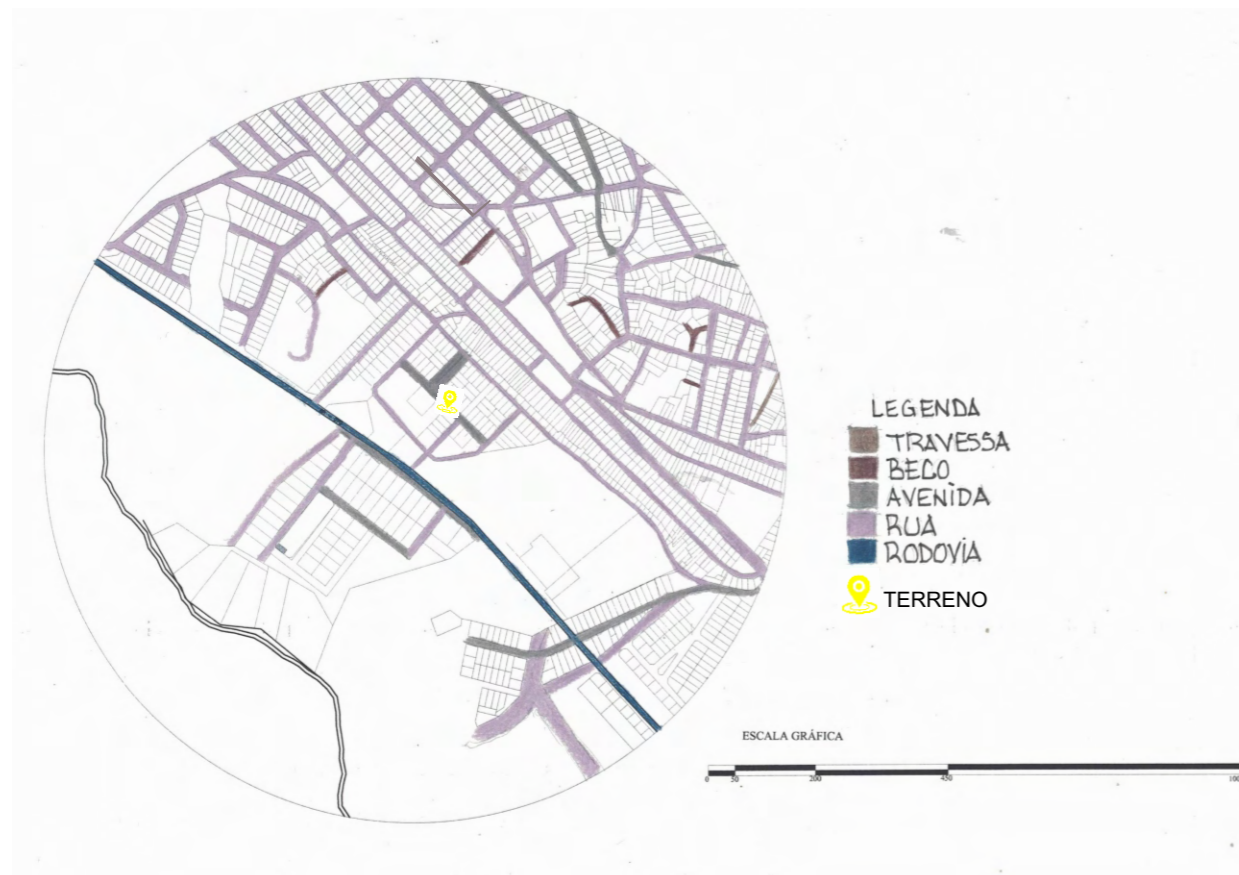 LEGENDA
TRAVESSA
BECO
AVENIDA
RUA
RODOVIA
TERRENO
ESCALA GRÁFICA
0 50 200 450